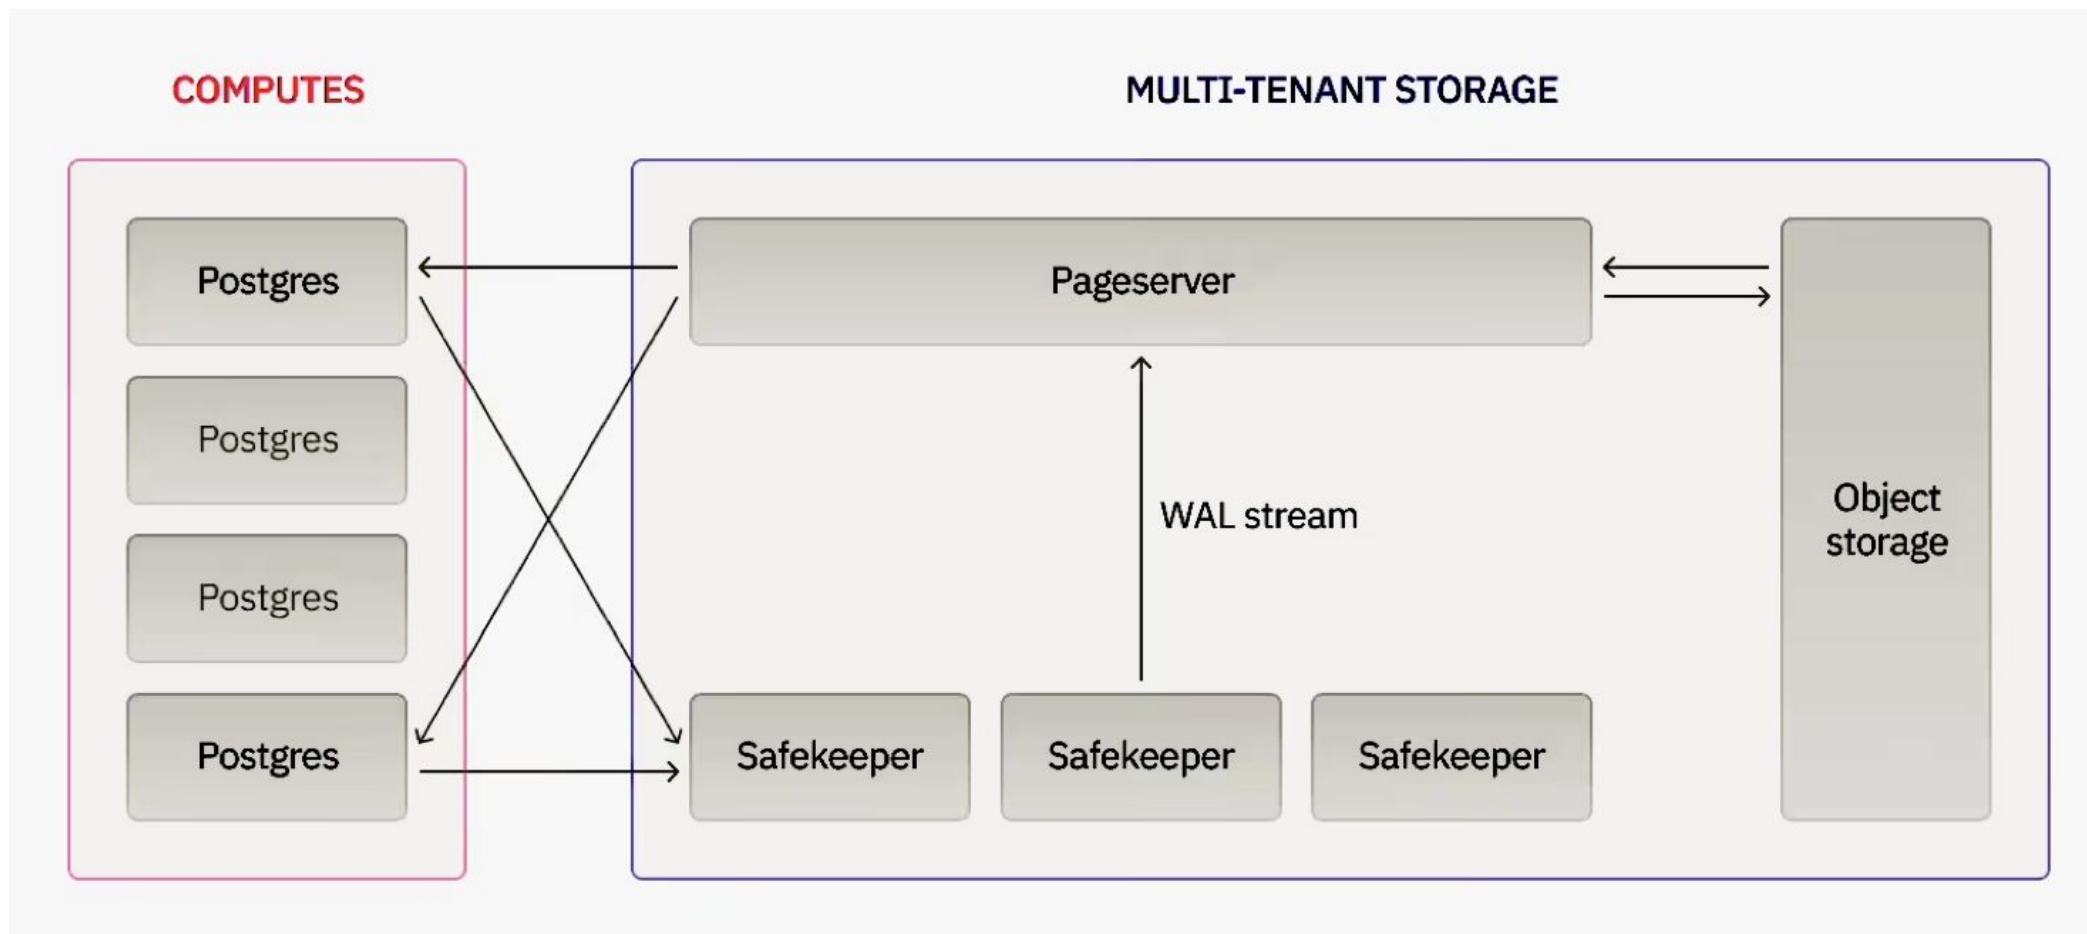 COMPUTES
MULTI-TENANT STORAGE
Postgres
Postgres
Postgres
Postgres
Pageserver
WAL stream
Safekeeper
Safekeeper
Safekeeper
Object
storage